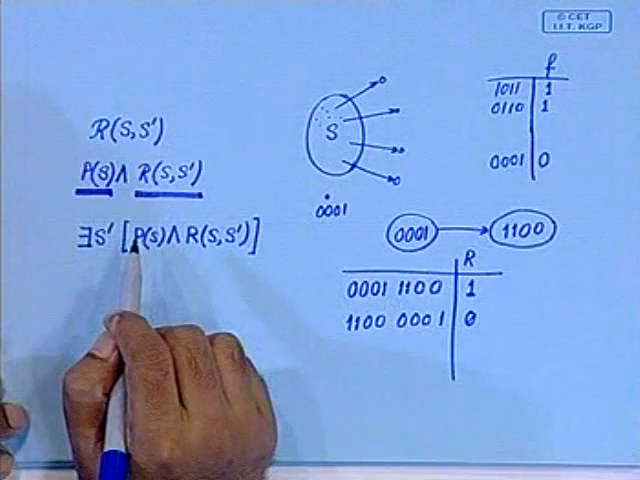 © CET
I.I.T. KGP
R(S,S')
P(S)∧ R(S,S')
∃S' [P(S)∧R(S,S')]
S
0001
f
1011 1
0110 1
0001 0
0001 1100
R
0001 1100 1
1100 0001 0